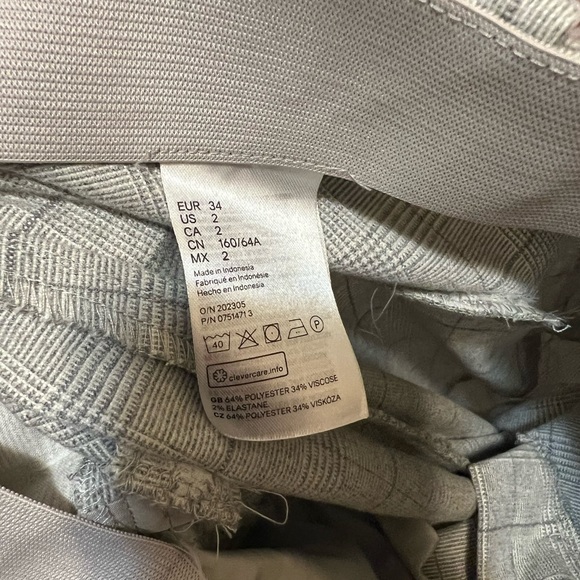 EUR 34
US 2
CA 2
CN 160/64A
MX 2
Made in Indonesia
Fabriqué en Indonésie
Hecho en Indonesia
O/N 202305
P/N 0751471 3
40 P
clevercare.info
GB 64% POLYESTER 34% VISCOSE
2% ELASTANE.
CZ 64% POLYESTER 34% VISKÓZA